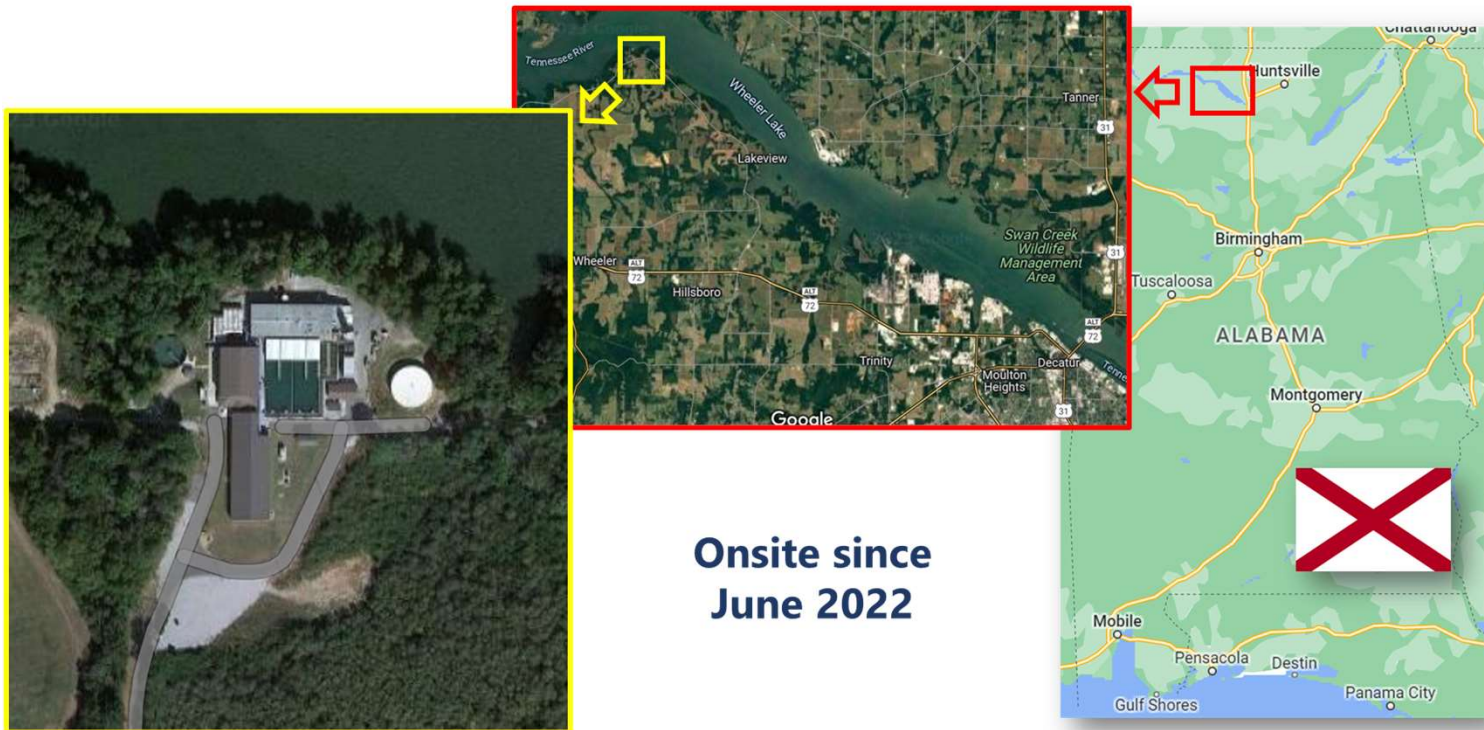 Tennessee River
Wheeler Lake
Tanner
31
Lakeview
Swan Creek
Wildlife
Management
Area
31
Wheeler
ALT
72
Hillsboro
ALT
72
ALT
72
Trinity
Decatur
Moulton
Heights
31
Google
Chattanooga
Huntsville
Birmingham
Tuscaloosa
ALABAMA
Montgomery
Mobile
Pensacola
Destin
Gulf Shores
Panama City
Onsite since
June 2022